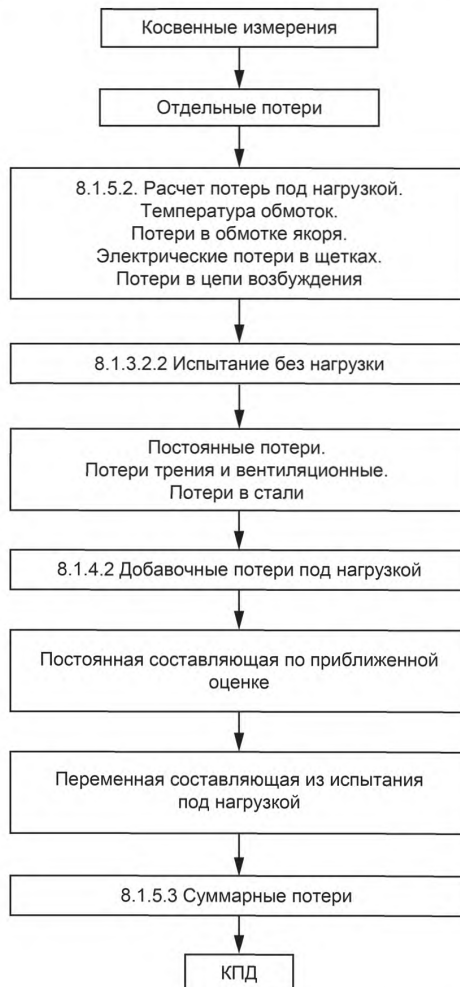 Косвенные измерения
Отдельные потери
8.1.5.2. Расчет потерь под нагрузкой.
Температура обмоток.
Потери в обмотке якоря.
Электрические потери в щетках.
Потери в цепи возбуждения
8.1.3.2.2 Испытание без нагрузки
Постоянные потери.
Потери трения и вентиляционные.
Потери в стали
8.1.4.2 Добавочные потери под нагрузкой
Постоянная составляющая по приближенной
оценке
Переменная составляющая из испытания
под нагрузкой
8.1.5.3 Суммарные потери
КПД